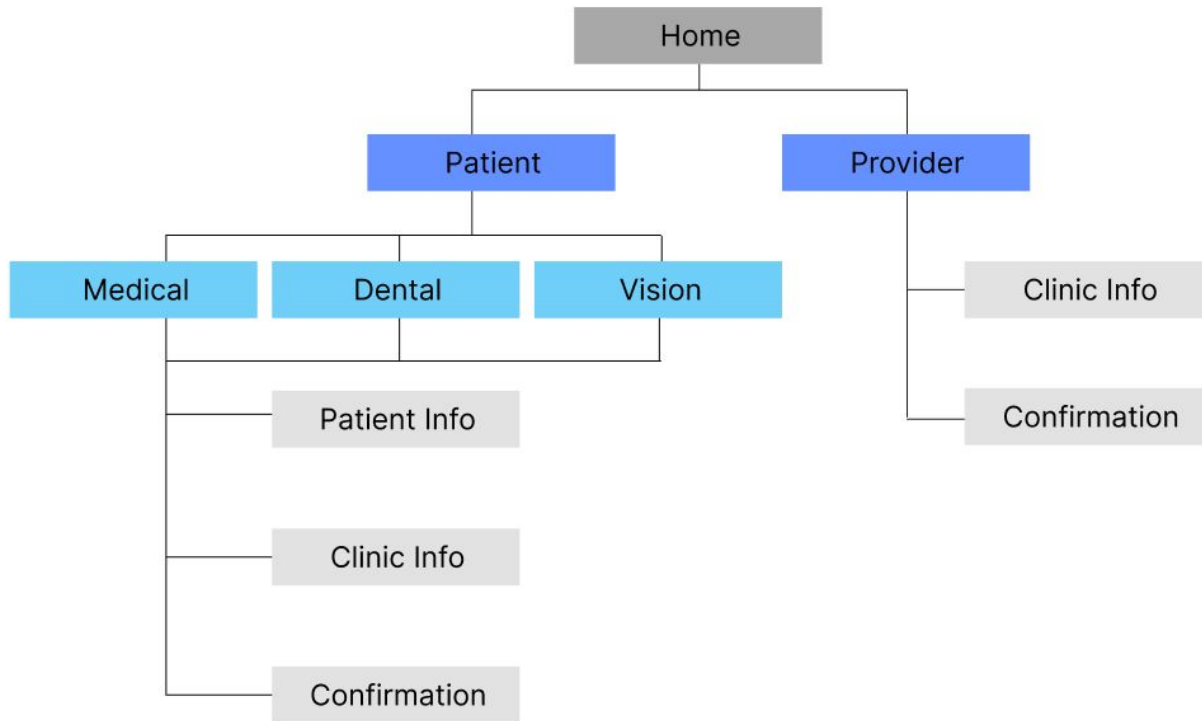 Home
Patient
Provider
Medical
Dental
Vision
Clinic Info
Patient Info
Confirmation
Clinic Info
Confirmation